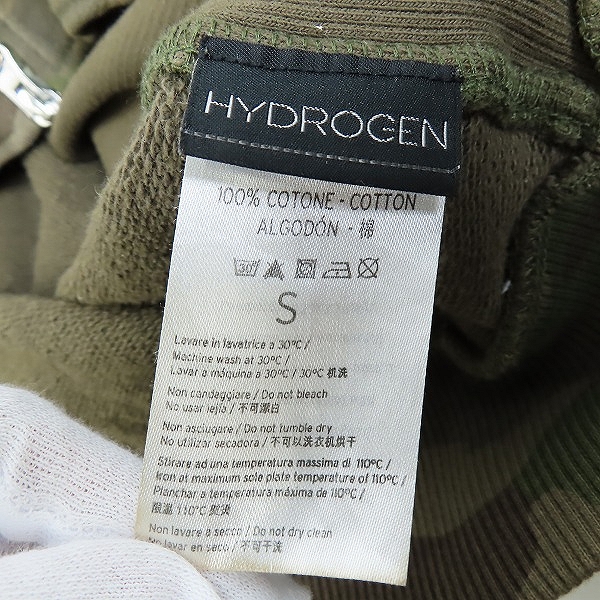 HYDROGEN
100% COTONE - COTTON
ALGODÓN - 棉
30°
S
Lavare in lavatrice a 30°C /
Machine wash at 30°C /
Lavar a máquina a 30°C / 30°C 机洗
Non candeggiare / Do not bleach
No usar lejía / 不可漂白
Non asciugare / Do not tumble dry
No utilizar secadora / 不可以洗衣机烘干
Stirare ad una temperatura massima di 110°C /
Iron at maximum sole plate temperature of 110°C /
Planchar a temperatura máxima de 110°C /
110°C
Non lavare a secco / Do not dry clean
No lavar en seco / 不可干洗